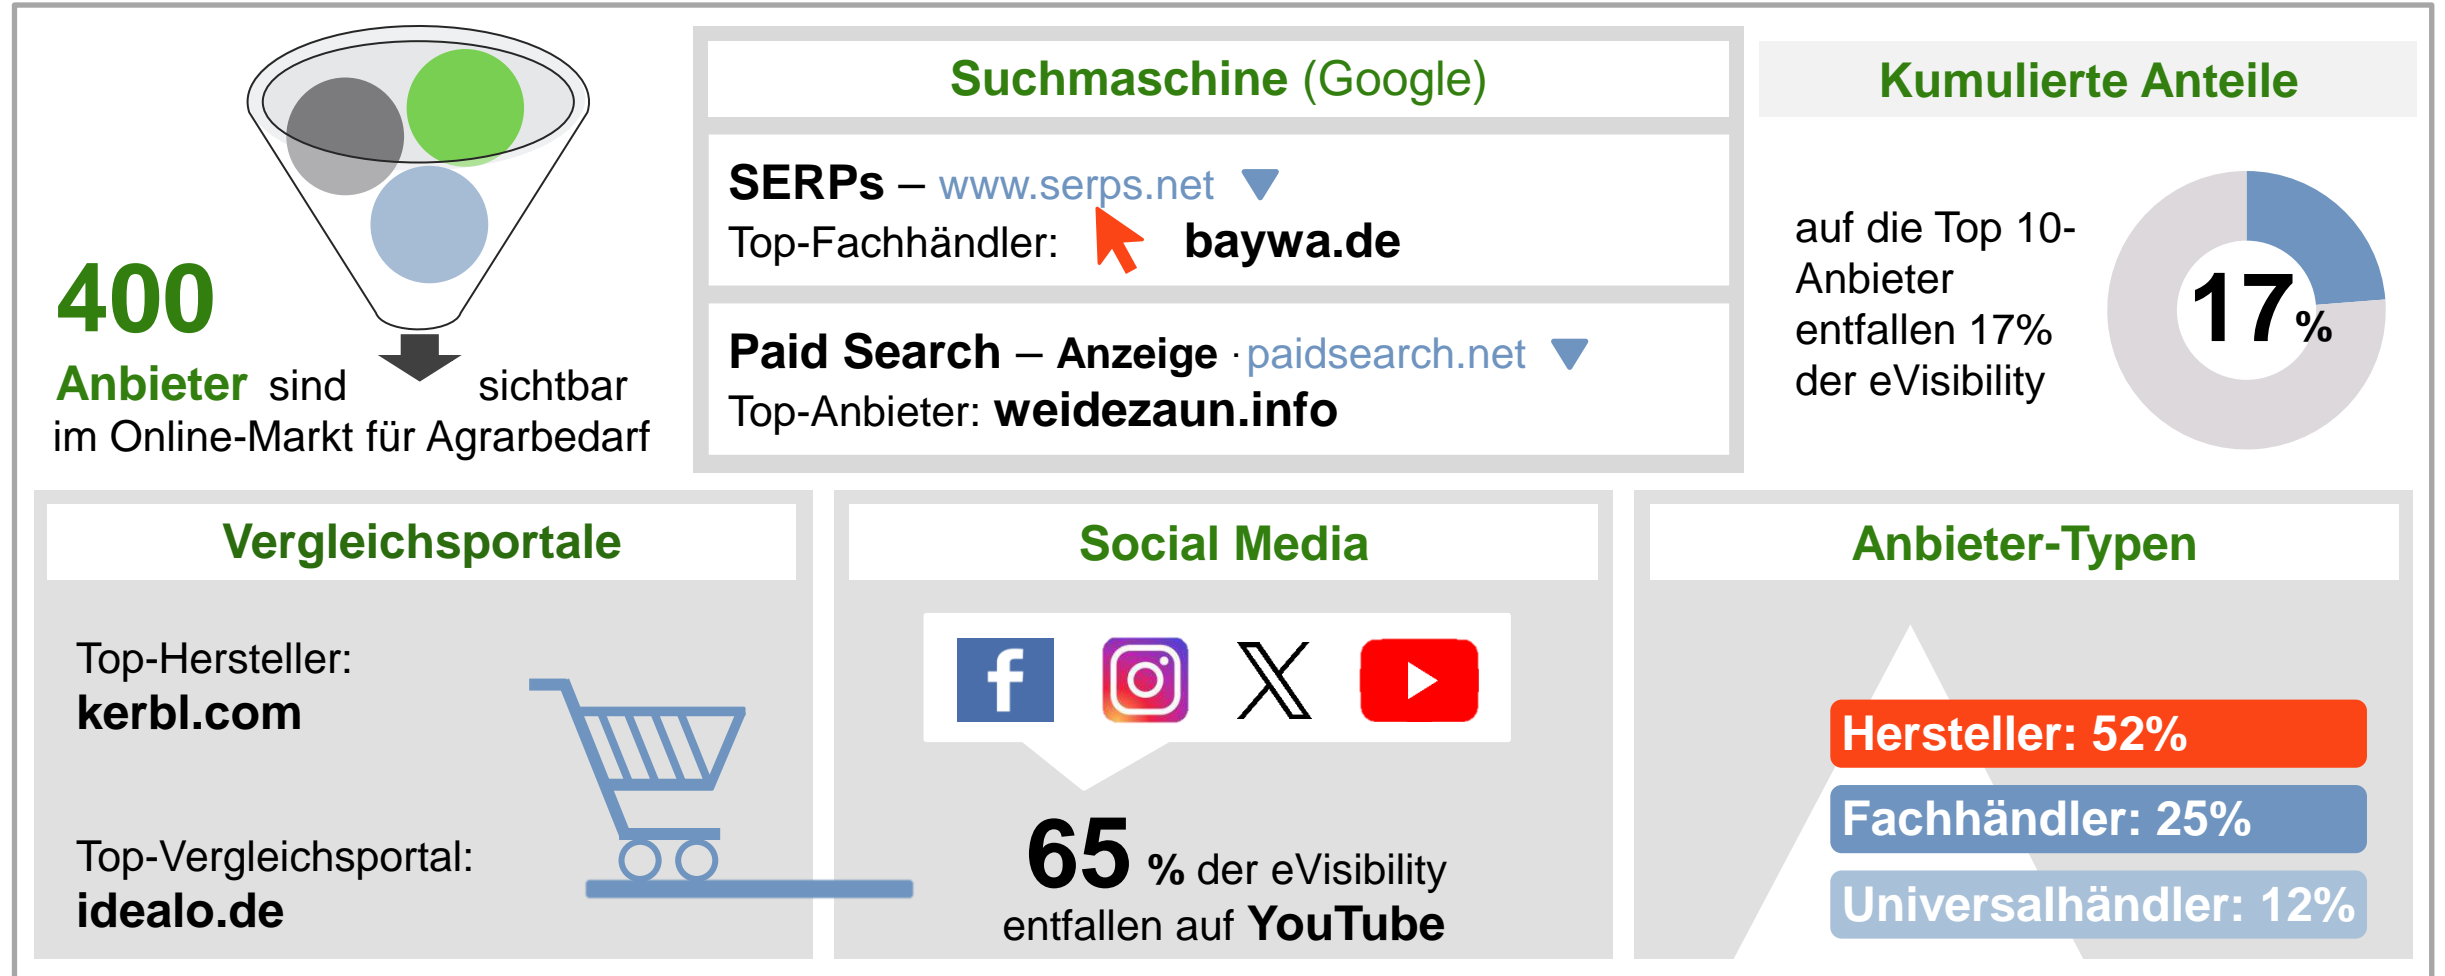 400
Anbieter sind sichtbar
im Online-Markt für Agrarbedarf
Suchmaschine (Google)
SERPs – www.serps.net
Top-Fachhändler: baywa.de
Paid Search – Anzeige · paidsearch.net
Top-Anbieter: weidezaun.info
Kumulierte Anteile
auf die Top 10-
Anbieter
entfallen 17%
der eVisibility
17%
Vergleichsportale
Top-Hersteller:
kerbl.com
Top-Vergleichsportal:
idealo.de
Social Media
65 % der eVisibility
entfallen auf YouTube
Anbieter-Typen
Hersteller: 52%
Fachhändler: 25%
Universalhändler: 12%